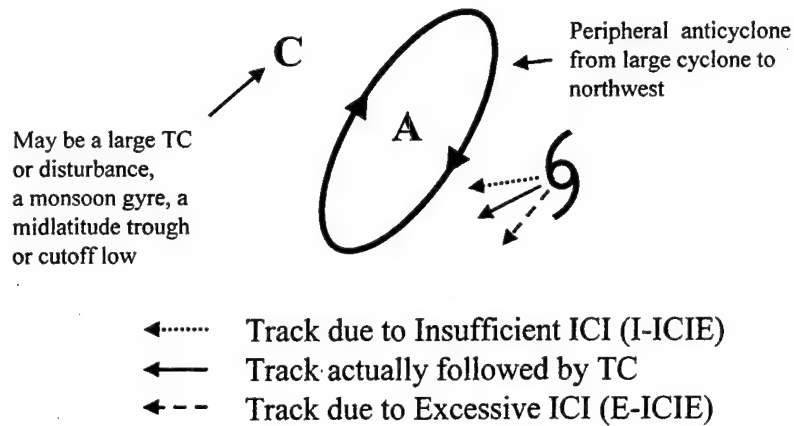 C
Peripheral anticyclone
from large cyclone to
northwest
A
May be a large TC
or disturbance,
a monsoon gyre, a
midlatitude trough
or cutoff low
Track due to Insufficient ICI (I-ICIE)
Track actually followed by TC
Track due to Excessive ICI (E-ICIE)